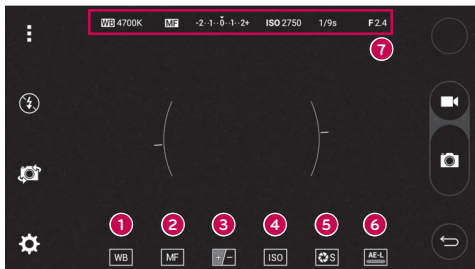 WB 4700K MF -2··1··0··1··2+ ISO 2750 1/9s F2.4
7
1 2 3 4 5 6
WB MF +/- ISO S AE-L